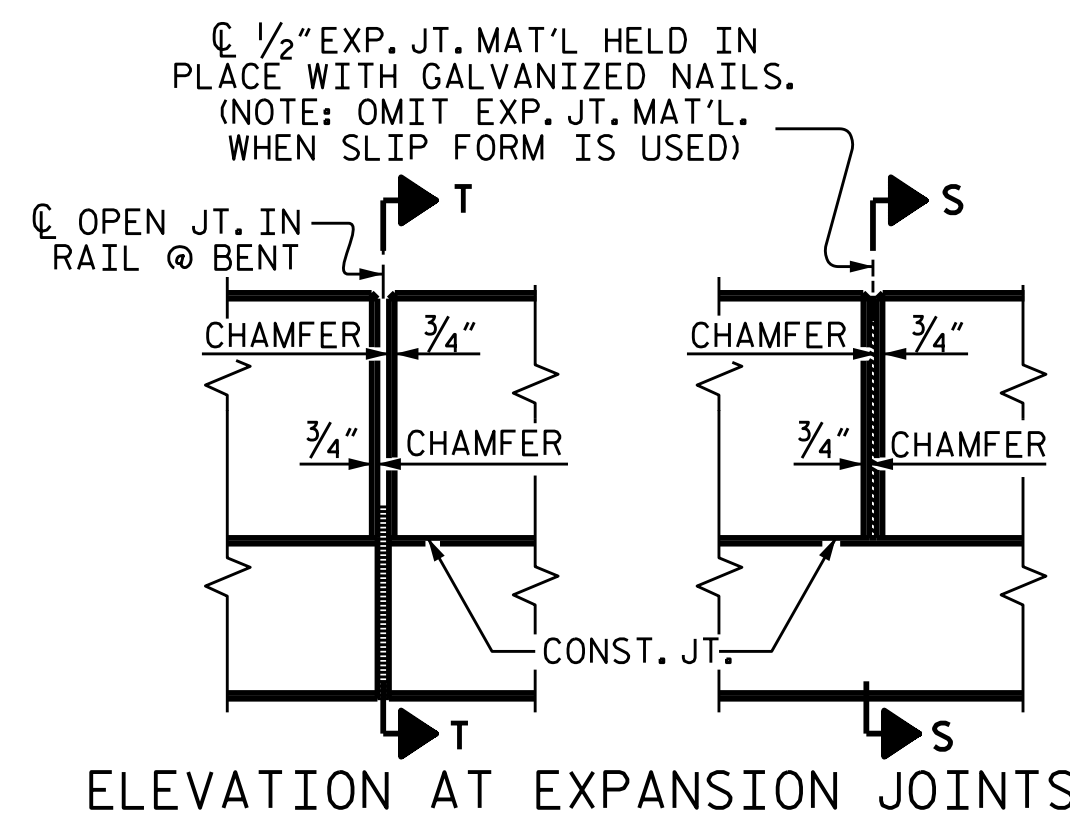 ℄ 1/2" EXP. JT. MAT'L HELD IN
PLACE WITH GALVANIZED NAILS.
(NOTE: OMIT EXP. JT. MAT'L.
WHEN SLIP FORM IS USED)
T
S
℄ OPEN JT. IN
RAIL @ BENT
CHAMFER
3/4"
CHAMFER
3/4"
3/4"
CHAMFER
3/4"
CHAMFER
CONST. JT.
T
S
ELEVATION AT EXPANSION JOINTS